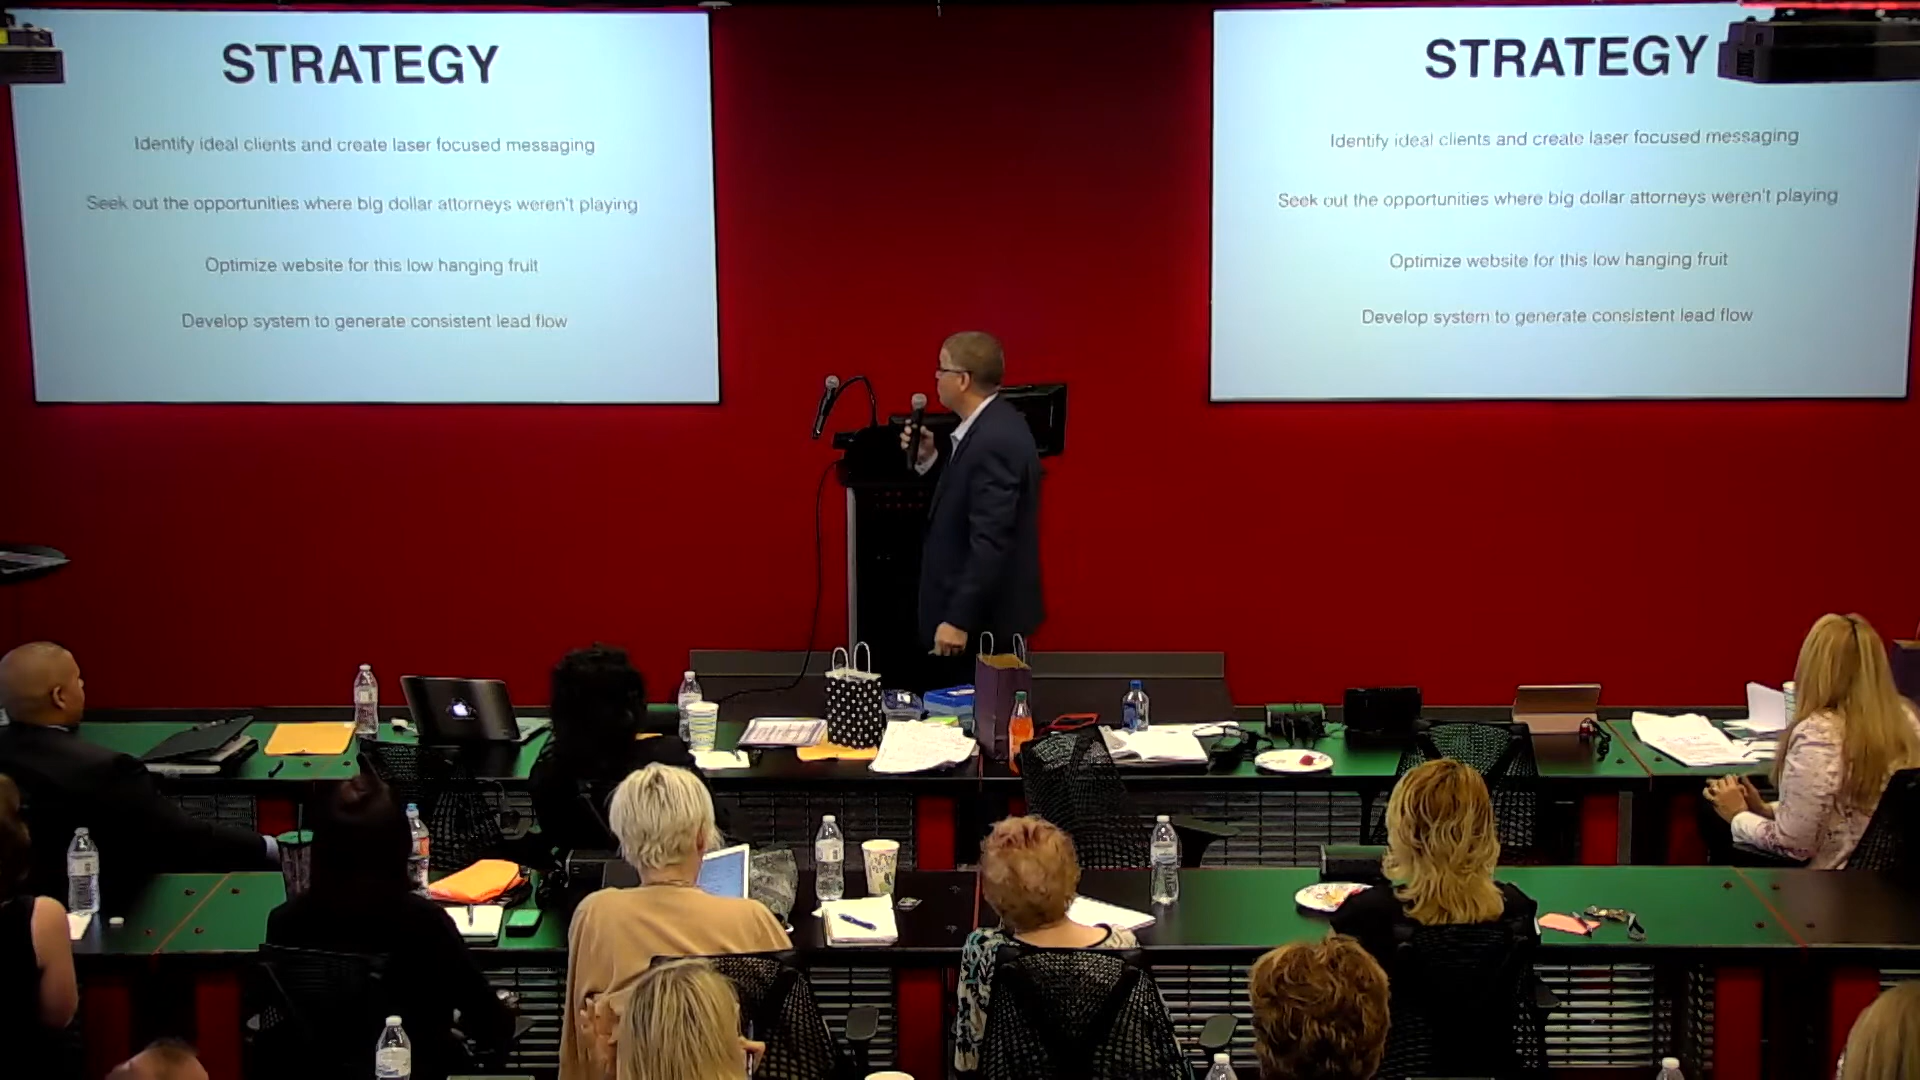 STRATEGY
Identify ideal clients and create laser focused messaging
Seek out the opportunities where big dollar attorneys weren't playing
Optimize website for this low hanging fruit
Develop system to generate consistent lead flow
STRATEGY
Identify ideal clients and create laser focused messaging
Seek out the opportunities where big dollar attorneys weren't playing
Optimize website for this low hanging fruit
Develop system to generate consistent lead flow